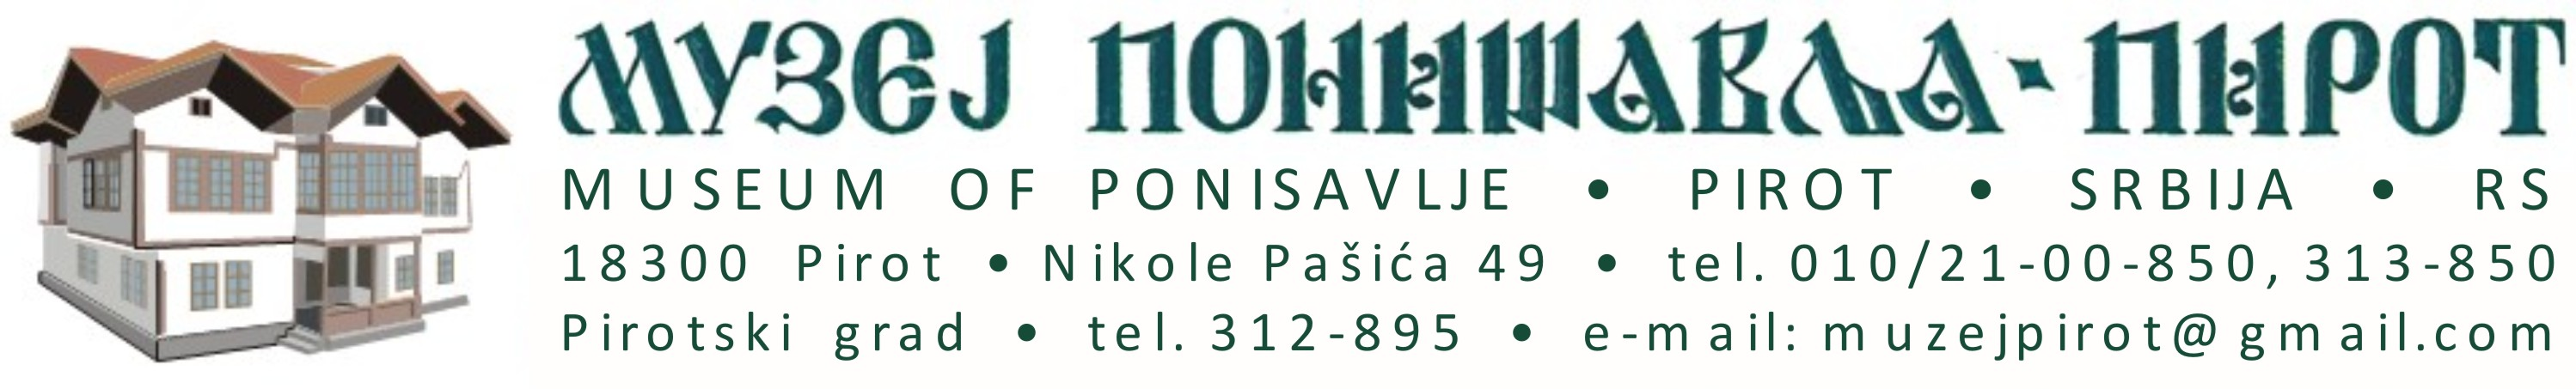 МУЗЕЈ ПОНИШАВЉА - ПИРОТ
MUSEUM OF PONISAVLJE • PIROT • SRBIJA • RS
18300 Pirot • Nikole Pašića 49 • tel. 010/21-00-850, 313-850
Pirotski grad • tel. 312-895 • e-mail: muzejpirot@gmail.com